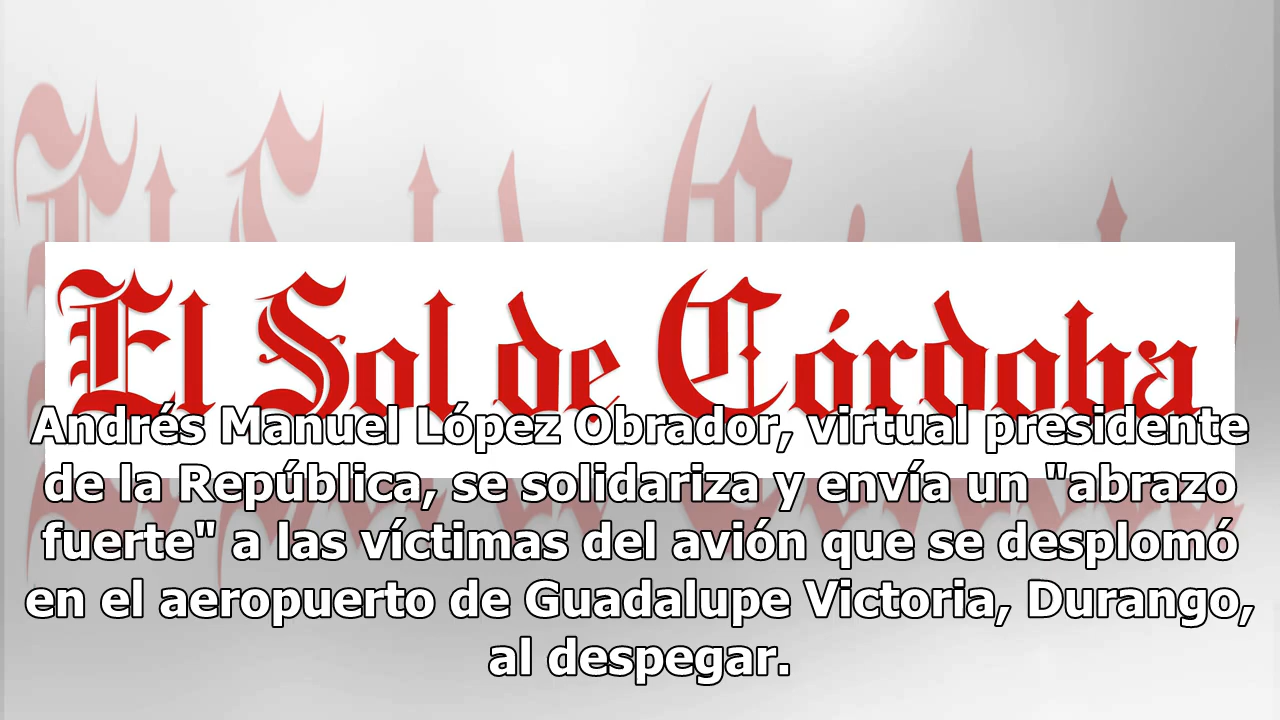 El Sol de Córdoba
Andrés Manuel López Obrador, virtual presidente
de la República, se solidariza y envía un "abrazo
fuerte" a las víctimas del avión que se desplomó
en el aeropuerto de Guadalupe Victoria, Durango,
al despegar.